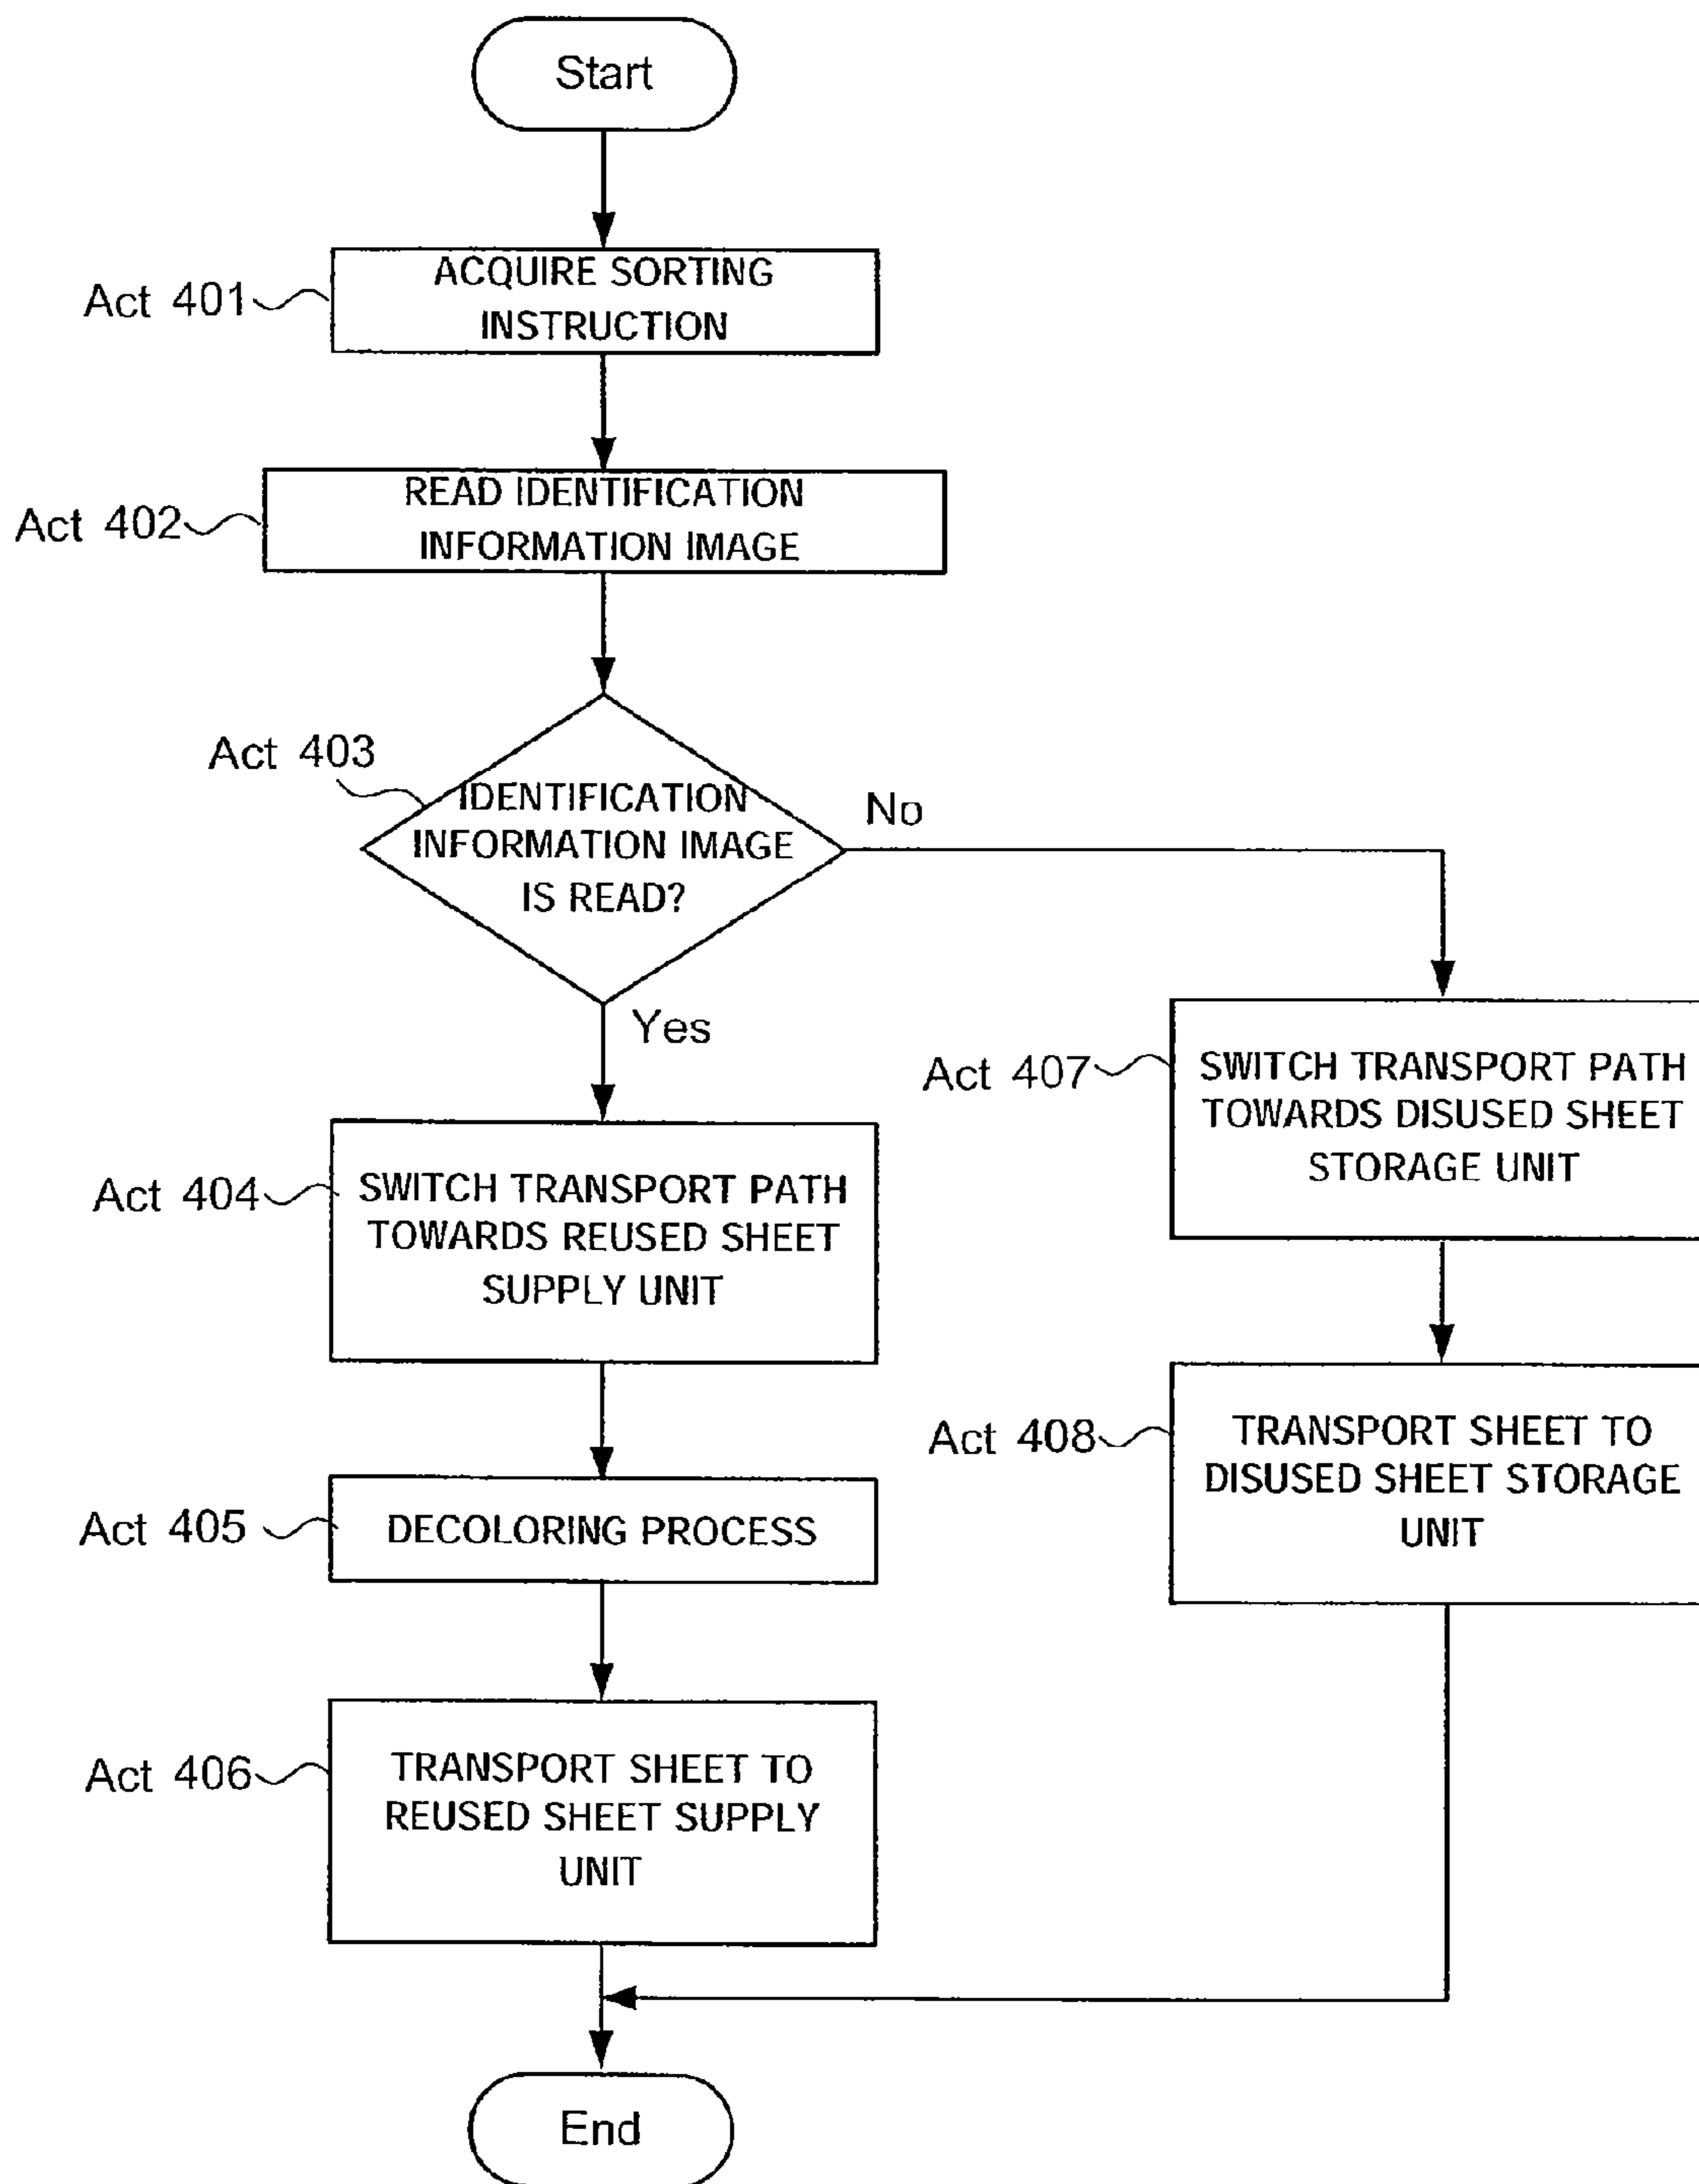 Start
Act 401
ACQUIRE SORTING
INSTRUCTION
Act 402
READ IDENTIFICATION
INFORMATION IMAGE
Act 403
IDENTIFICATION
INFORMATION IMAGE
IS READ?
No
Yes
Act 404
SWITCH TRANSPORT PATH
TOWARDS REUSED SHEET
SUPPLY UNIT
Act 405
DECOLORING PROCESS
Act 406
TRANSPORT SHEET TO
REUSED SHEET SUPPLY
UNIT
Act 407
SWITCH TRANSPORT PATH
TOWARDS DISUSED SHEET
STORAGE UNIT
Act 408
TRANSPORT SHEET TO
DISUSED SHEET STORAGE
UNIT
End